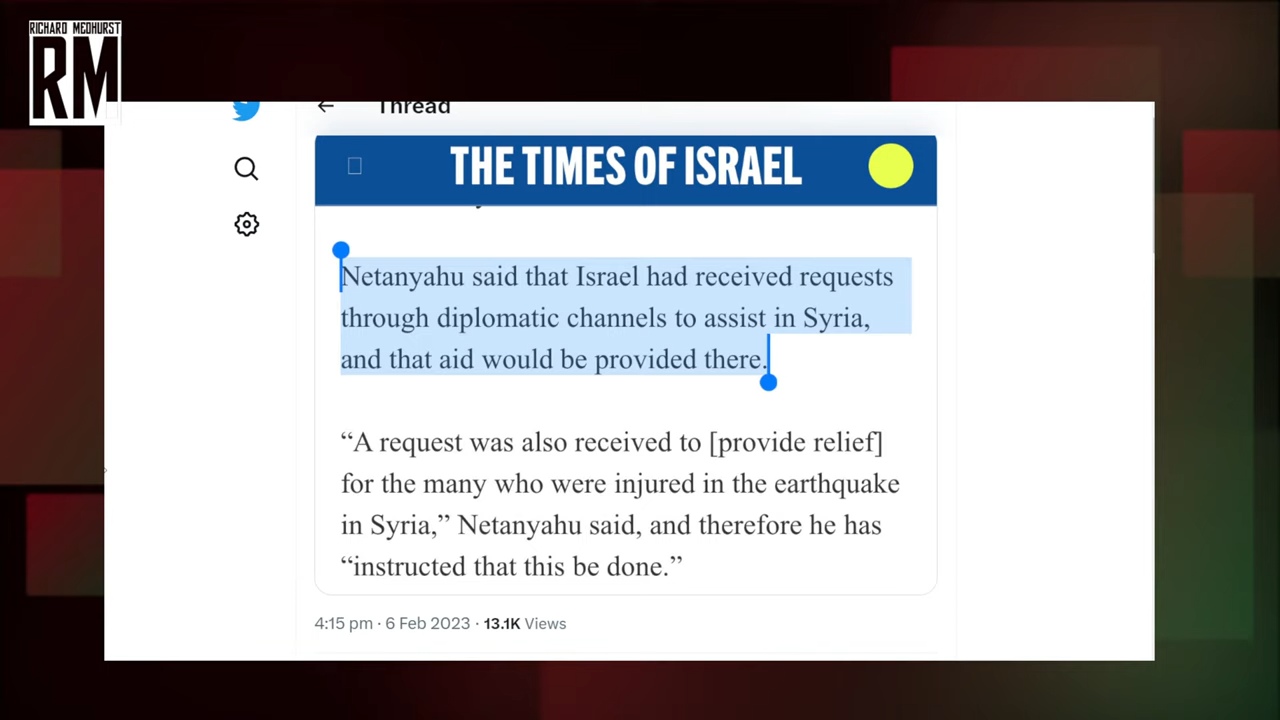 RICHARD MEDHURST
RM
Thread
THE TIMES OF ISRAEL
Netanyahu said that Israel had received requests
through diplomatic channels to assist in Syria,
and that aid would be provided there.
“A request was also received to [provide relief]
for the many who were injured in the earthquake
in Syria,” Netanyahu said, and therefore he has
“instructed that this be done.”
4:15 pm · 6 Feb 2023 · 13.1K Views